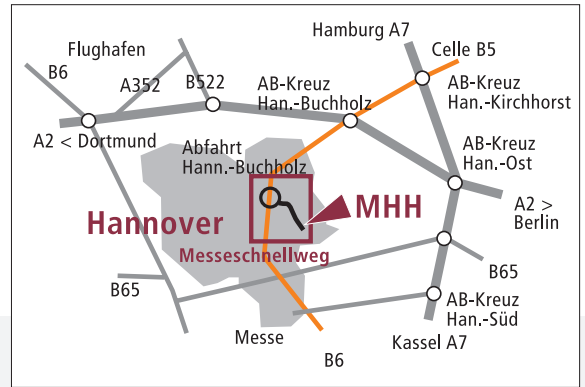 Hamburg A7
Flughafen
Celle B5
B6
A352
B522
AB-Kreuz
Han.-Buchholz
AB-Kreuz
Han.-Kirchhorst
A2 < Dortmund
Abfahrt
Hann.-Buchholz
AB-Kreuz
Han.-Ost
MHH
A2 >
Berlin
Hannover
Messeschnellweg
B65
B65
AB-Kreuz
Han.-Süd
Messe
Kassel A7
B6